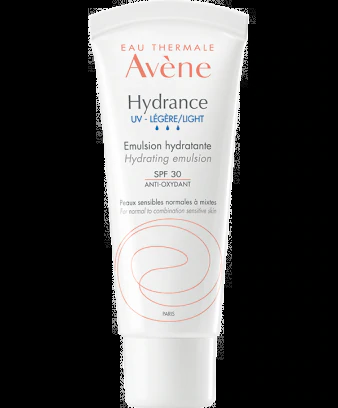 EAU THERMALE
Avène
Hydrance
UV - LÉGÈRE/LIGHT
Emulsion hydratante
Hydrating emulsion
SPF 30
ANTI-OXYDANT
Peaux sensibles normales à mixtes
For normal to combination sensitive skin
PARIS